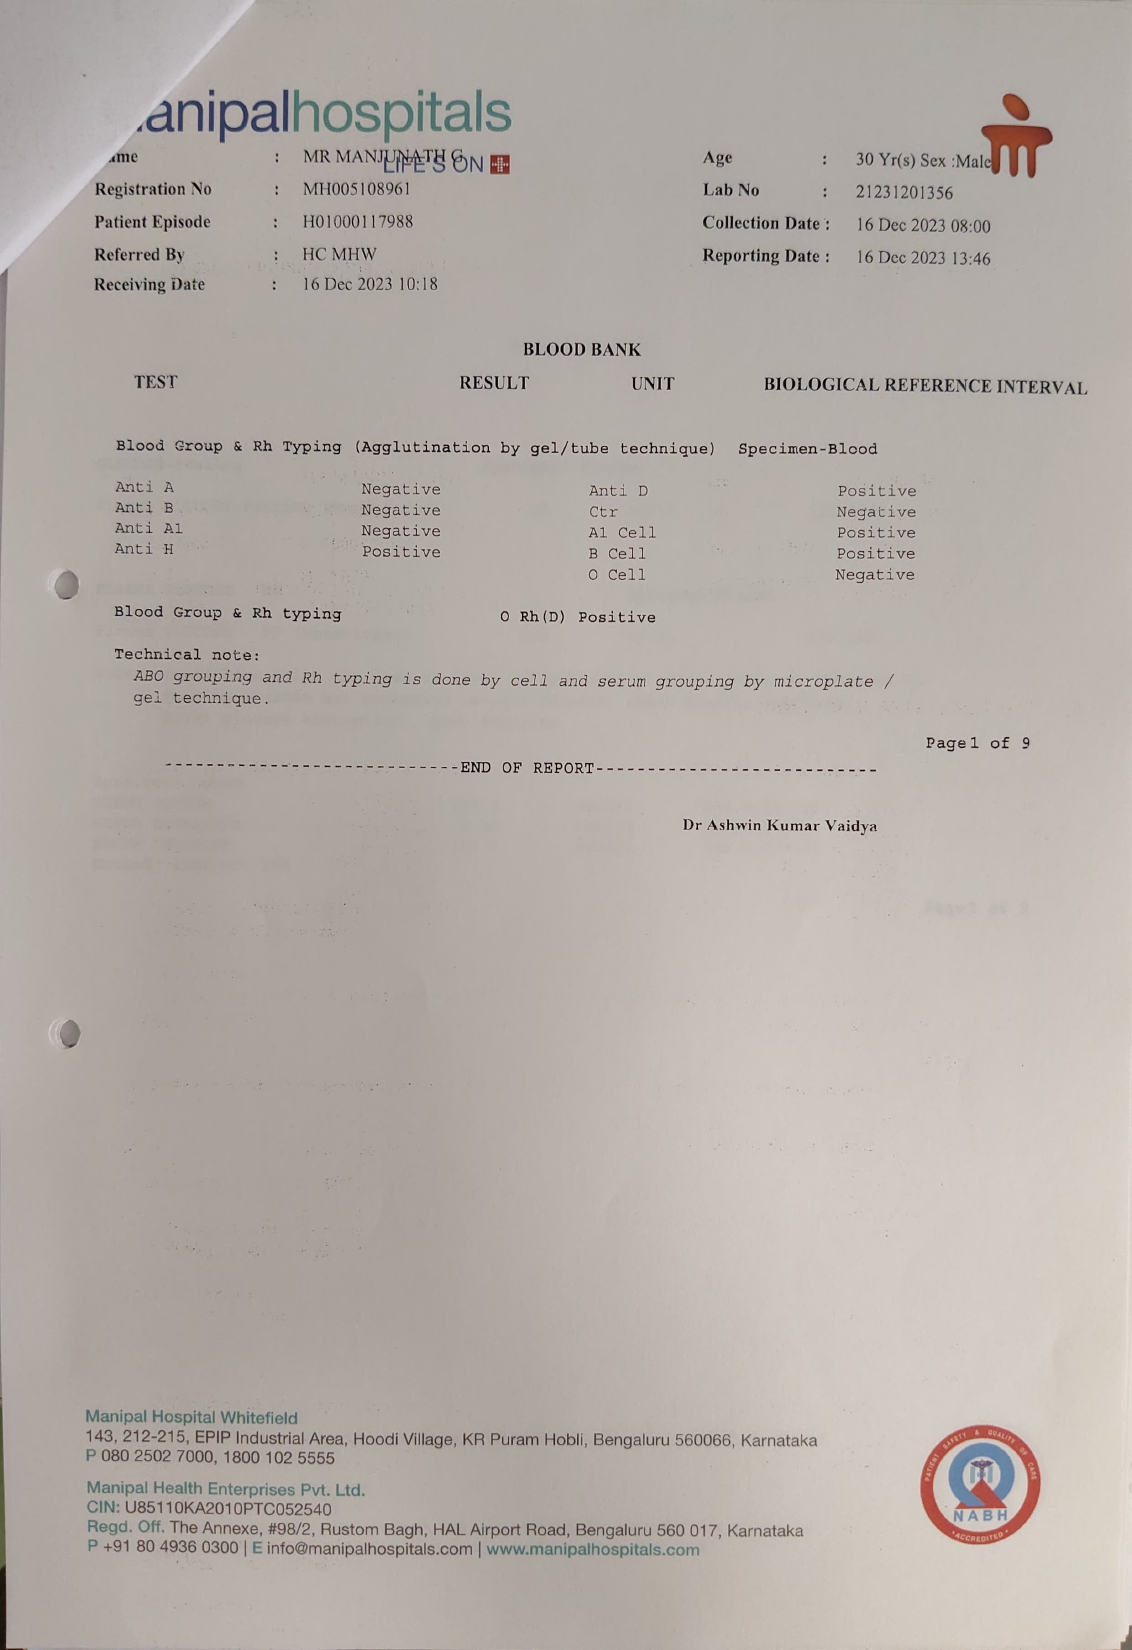 anipalhospitals
LIFE'S ON
ame : MR MANJUNATH G Age : 30 Yr(s) Sex :Male
Registration No : MH005108961 Lab No : 21231201356
Patient Episode : H01000117988 Collection Date : 16 Dec 2023 08:00
Referred By : HC MHW Reporting Date : 16 Dec 2023 13:46
Receiving Date : 16 Dec 2023 10:18
BLOOD BANK
TEST RESULT UNIT BIOLOGICAL REFERENCE INTERVAL
Blood Group & Rh Typing (Agglutination by gel/tube technique) Specimen-Blood
Anti A Negative Anti D Positive
Anti B Negative Ctr Negative
Anti A1 Negative A1 Cell Positive
Anti H Positive B Cell Positive
O Cell Negative
Blood Group & Rh typing O Rh(D) Positive
Technical note:
ABO grouping and Rh typing is done by cell and serum grouping by microplate /
gel technique.
Page1 of 9
----------------------------END OF REPORT---------------------------
Dr Ashwin Kumar Vaidya
Manipal Hospital Whitefield
143, 212-215, EPIP Industrial Area, Hoodi Village, KR Puram Hobli, Bengaluru 560066, Karnataka
P 080 2502 7000, 1800 102 5555
Manipal Health Enterprises Pvt. Ltd.
CIN: U85110KA2010PTC052540
Regd. Off. The Annexe, #98/2, Rustom Bagh, HAL Airport Road, Bengaluru 560 017, Karnataka
P +91 80 4936 0300 | E info@manipalhospitals.com | www.manipalhospitals.com
PATIENT SAFETY & QUALITY OF CARE
NABH
• ACCREDITED •